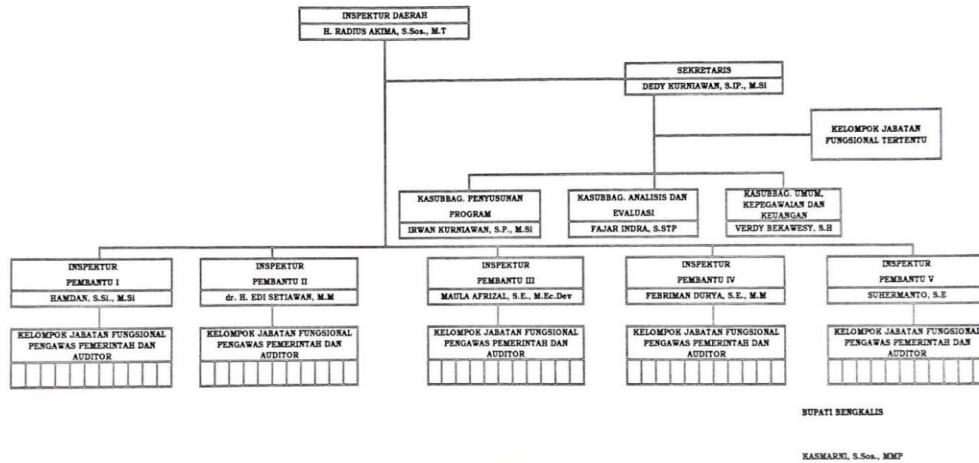 INSPEKTUR DAERAH
H. RADIUS AKIMA, S.Sos., M.T
SEKRETARIS
DEDY KURNIAWAN, S.IP., M.Si
KELOMPOK JABATAN
FUNGSIONAL TERTENTU
KASUBBAG. PENYUSUNAN
PROGRAM
IRWAN KURNIAWAN, S.P., M.Si
KASUBBAG. ANALISIS DAN
EVALUASI
FAJAR INDRA, S.STP
KASUBBAG. UMUM,
KEPEGAWAIAN DAN
KEUANGAN
VERDY BEKAWESY, S.H
INSPEKTUR
PEMBANTU I
HAMDAN, S.Si., M.Si
INSPEKTUR
PEMBANTU II
dr. H. EDI SETIAWAN, M.M
INSPEKTUR
PEMBANTU III
MAULA AFRIZAL, S.E., M.Ec.Dev
INSPEKTUR
PEMBANTU IV
FEBRIMAN DURYA, S.E., M.M
INSPEKTUR
PEMBANTU V
SUHERMANTO, S.E
KELOMPOK JABATAN FUNGSIONAL
PENGAWAS PEMERINTAH DAN
AUDITOR
KELOMPOK JABATAN FUNGSIONAL
PENGAWAS PEMERINTAH DAN
AUDITOR
KELOMPOK JABATAN FUNGSIONAL
PENGAWAS PEMERINTAH DAN
AUDITOR
KELOMPOK JABATAN FUNGSIONAL
PENGAWAS PEMERINTAH DAN
AUDITOR
KELOMPOK JABATAN FUNGSIONAL
PENGAWAS PEMERINTAH DAN
AUDITOR
BUPATI BENGKALIS
KASMARNI, S.Sos., MMP